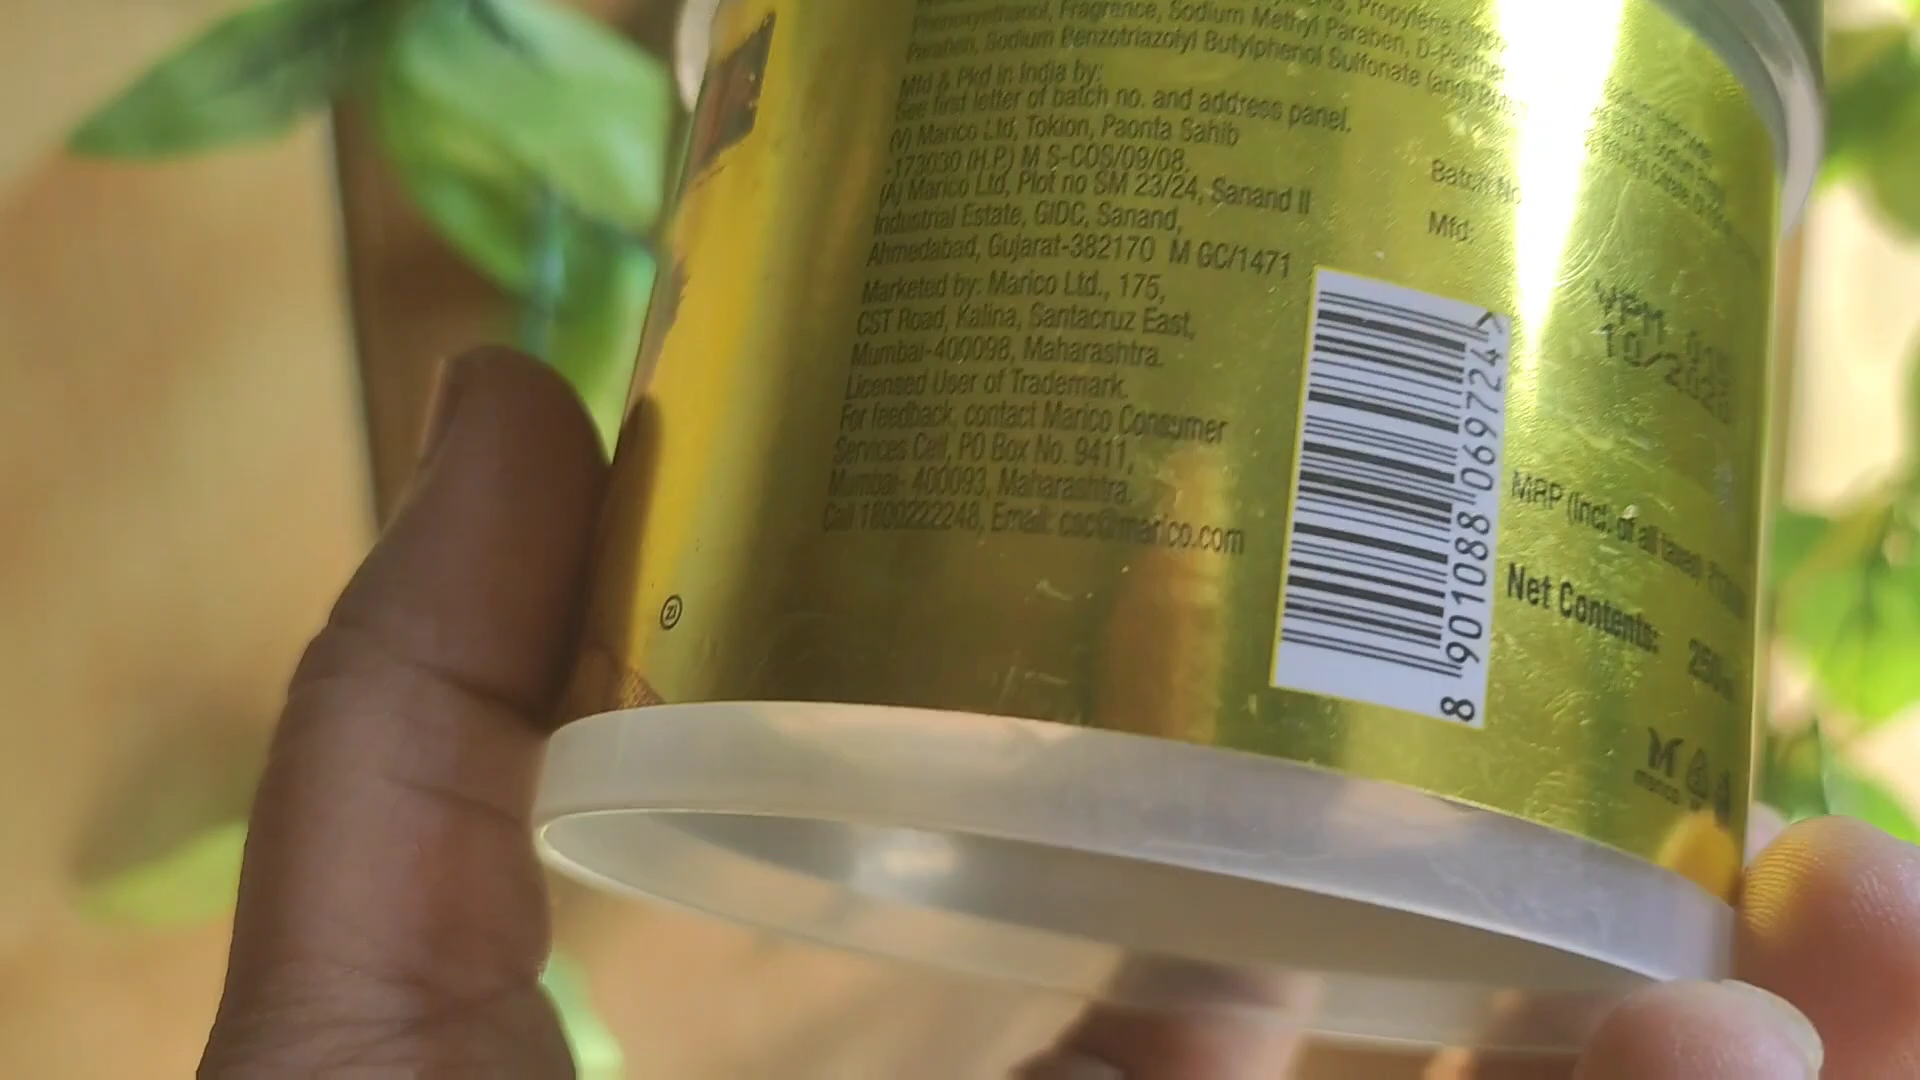 Propylene Glycol
Phenoxyethanol, Fragrance, Sodium Methyl Paraben,
Paraben, Sodium Benzotriazolyl Butylphenol Sulfonate (and)
Mfd & Pkd in India by:
See first letter of batch no. and address panel.
(V) Marico Ltd, Tokion, Paonta Sahib
-173030 (H.P.) M S-COS/09/08.
(A) Marico Ltd, Plot no SM 23/24, Sanand II
Industrial Estate, GIDC, Sanand,
Ahmedabad, Gujarat-382170 M GC/1471
Marketed by: Marico Ltd., 175,
CST Road, Kalina, Santacruz East,
Mumbai-400098, Maharashtra.
Licensed User of Trademark.
For feedback, contact Marico Consumer
Services Cell, PO Box No. 9411,
Mumbai- 400093, Maharashtra.
Call 1800222248, Email: csc@marico.com
ZI
Batch No
Mfd:
8 901088 069724 >
MRP (Incl. of all taxes)
Net Contents:
marico